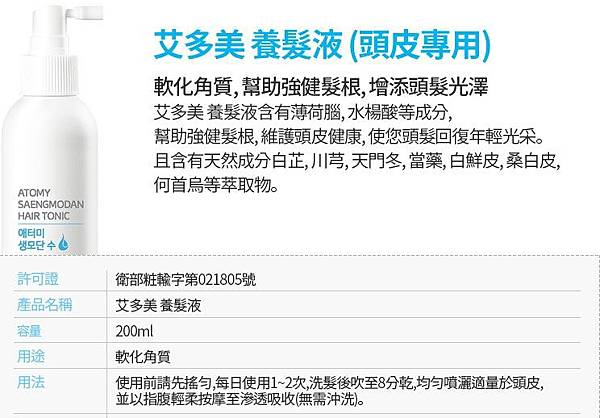 艾多美 養髮液 (頭皮專用)
軟化角質, 幫助強健髮根, 增添頭髮光澤
艾多美 養髮液含有薄荷腦, 水楊酸等成分,
幫助強健髮根, 維護頭皮健康, 使您頭髮回復年輕光采。
且含有天然成分白芷, 川芎, 天門冬, 當藥, 白鮮皮, 桑白皮,
何首烏等萃取物。
ATOMY
SAENGMODAN
HAIR TONIC
애터미
생모단 수
許可證 衛部粧輸字第021805號
產品名稱 艾多美 養髮液
容量 200ml
用途 軟化角質
用法 使用前請先搖勻,每日使用1~2次,洗髮後吹至8分乾,均勻噴灑適量於頭皮,
並以指腹輕柔按摩至滲透吸收(無需沖洗)。